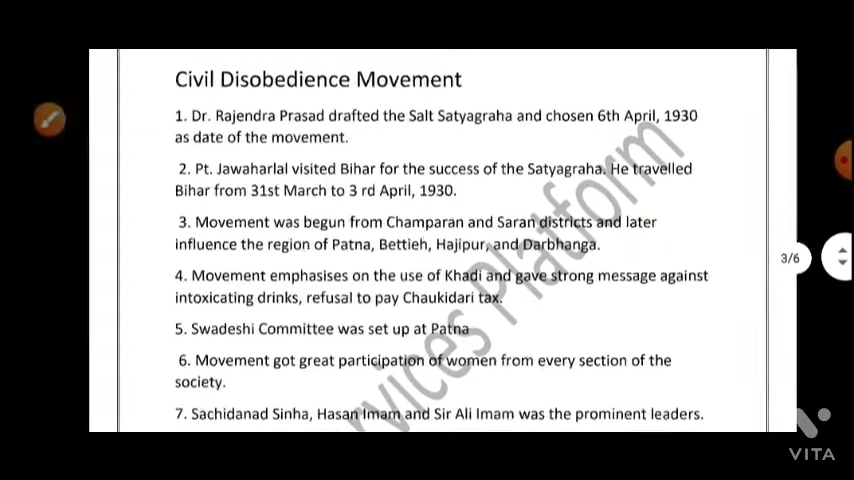 Civil Disobedience Movement
1. Dr. Rajendra Prasad drafted the Salt Satyagraha and chosen 6th April, 1930
as date of the movement.
2. Pt. Jawaharlal visited Bihar for the success of the Satyagraha. He travelled
Bihar from 31st March to 3 rd April, 1930.
3. Movement was begun from Champaran and Saran districts and later
influence the region of Patna, Bettieh, Hajipur, and Darbhanga.
3/6
4. Movement emphasises on the use of Khadi and gave strong message against
intoxicating drinks, refusal to pay Chaukidari tax.
5. Swadeshi Committee was set up at Patna
6. Movement got great participation of women from every section of the
society.
7. Sachidanad Sinha, Hasan Imam and Sir Ali Imam was the prominent leaders.
rvices Platform
VITA